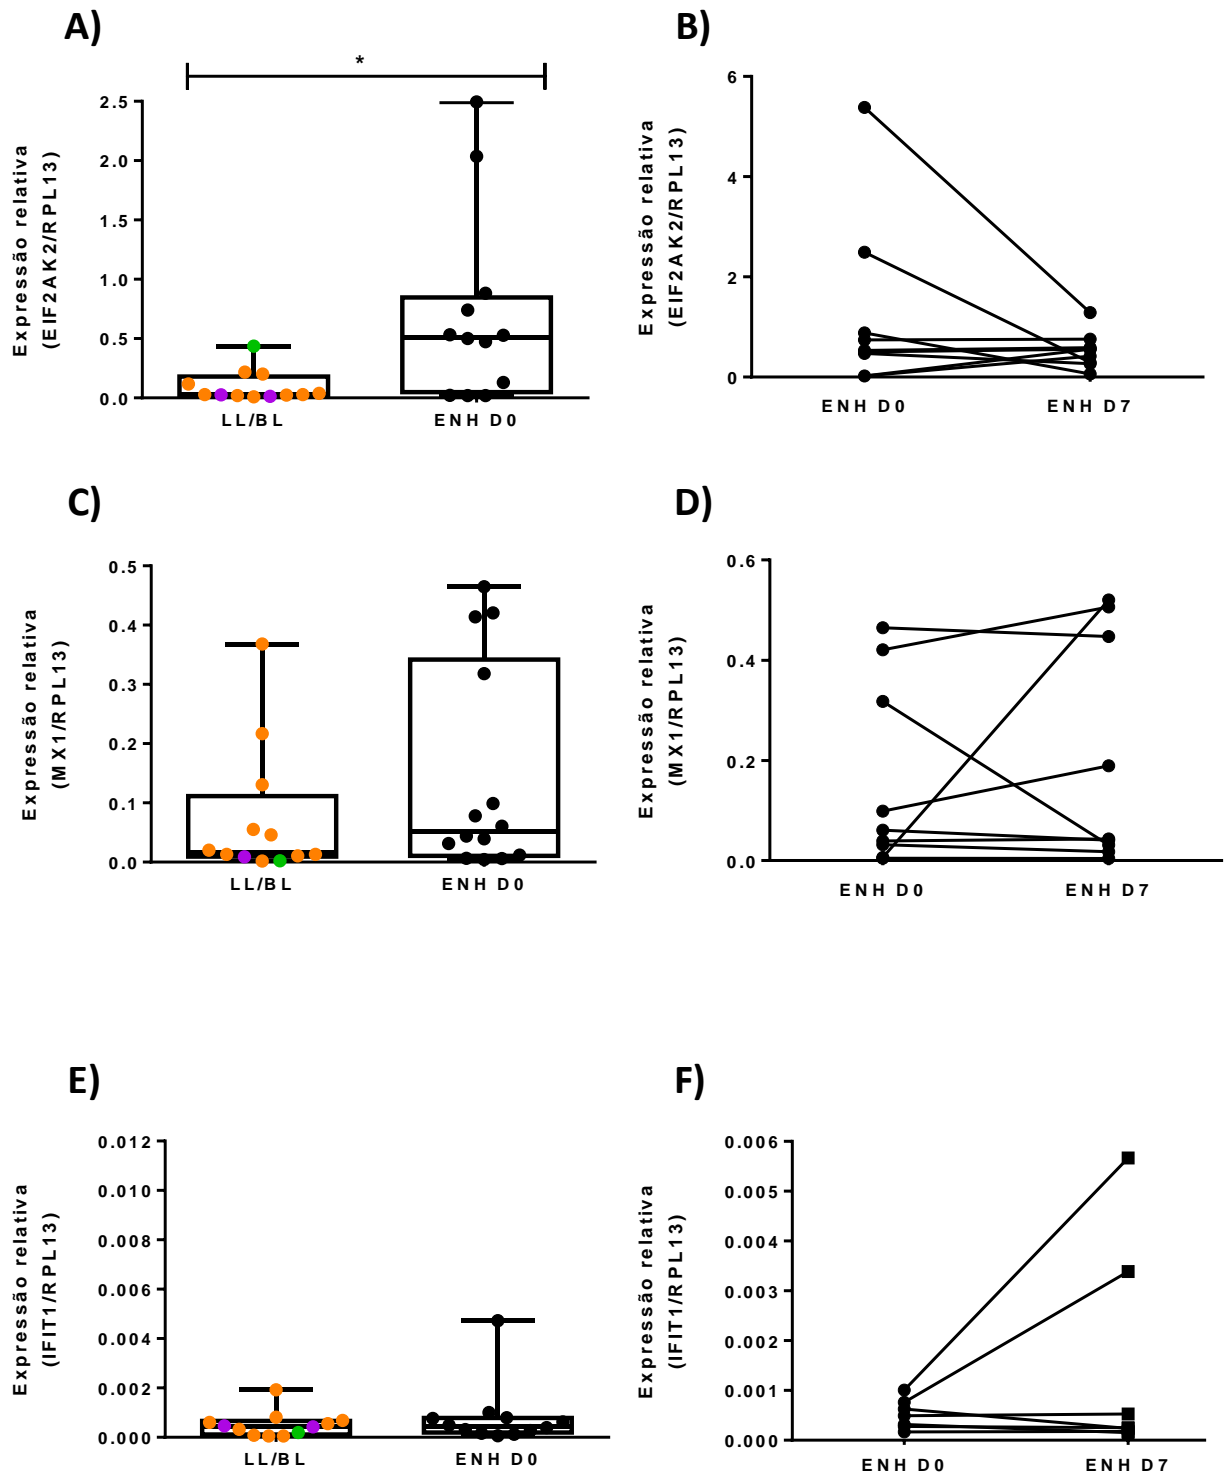 A)
*
Expressão relativa
(EIF2AK2/RPL13)
2.5
2.0
1.5
1.0
0.5
0.0
LL/BL
ENH D0
B)
Expressão relativa
(EIF2AK2/RPL13)
6
4
2
0
ENH D0
ENH D7
C)
Expressão relativa
(MX1/RPL13)
0.5
0.4
0.3
0.2
0.1
0.0
LL/BL
ENH D0
D)
Expressão relativa
(MX1/RPL13)
0.6
0.4
0.2
0.0
ENH D0
ENH D7
E)
Expressão relativa
(IFIT1/RPL13)
0.012
0.010
0.008
0.006
0.004
0.002
0.000
LL/BL
ENH D0
F)
Expressão relativa
(IFIT1/RPL13)
0.006
0.005
0.004
0.003
0.002
0.001
0.000
ENH D0
ENH D7